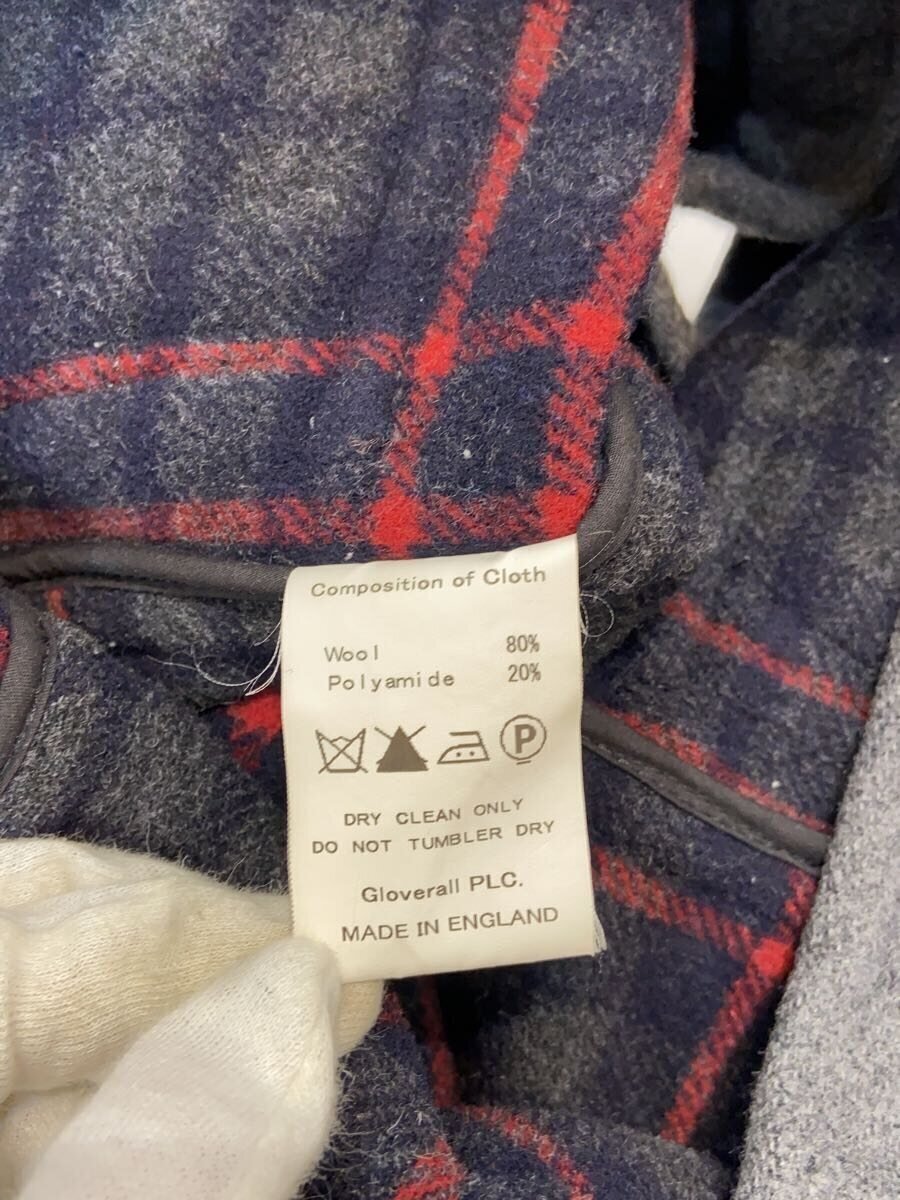 Composition of Cloth
Wool 80%
Polyamide 20%
P
DRY CLEAN ONLY
DO NOT TUMBLER DRY
Gloverall PLC.
MADE IN ENGLAND